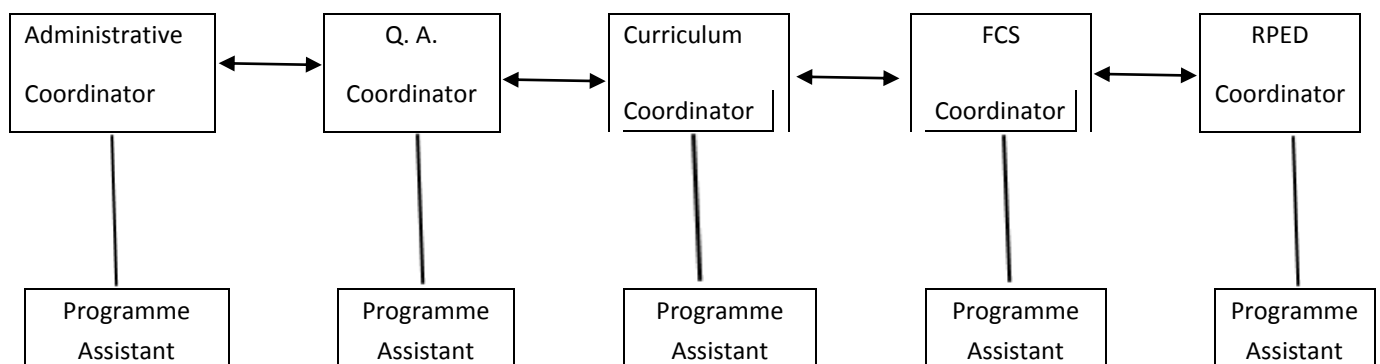 Administrative
Coordinator
Q. A.
Coordinator
Curriculum
Coordinator
FCS
Coordinator
RPED
Coordinator
Programme
Assistant
Programme
Assistant
Programme
Assistant
Programme
Assistant
Programme
Assistant